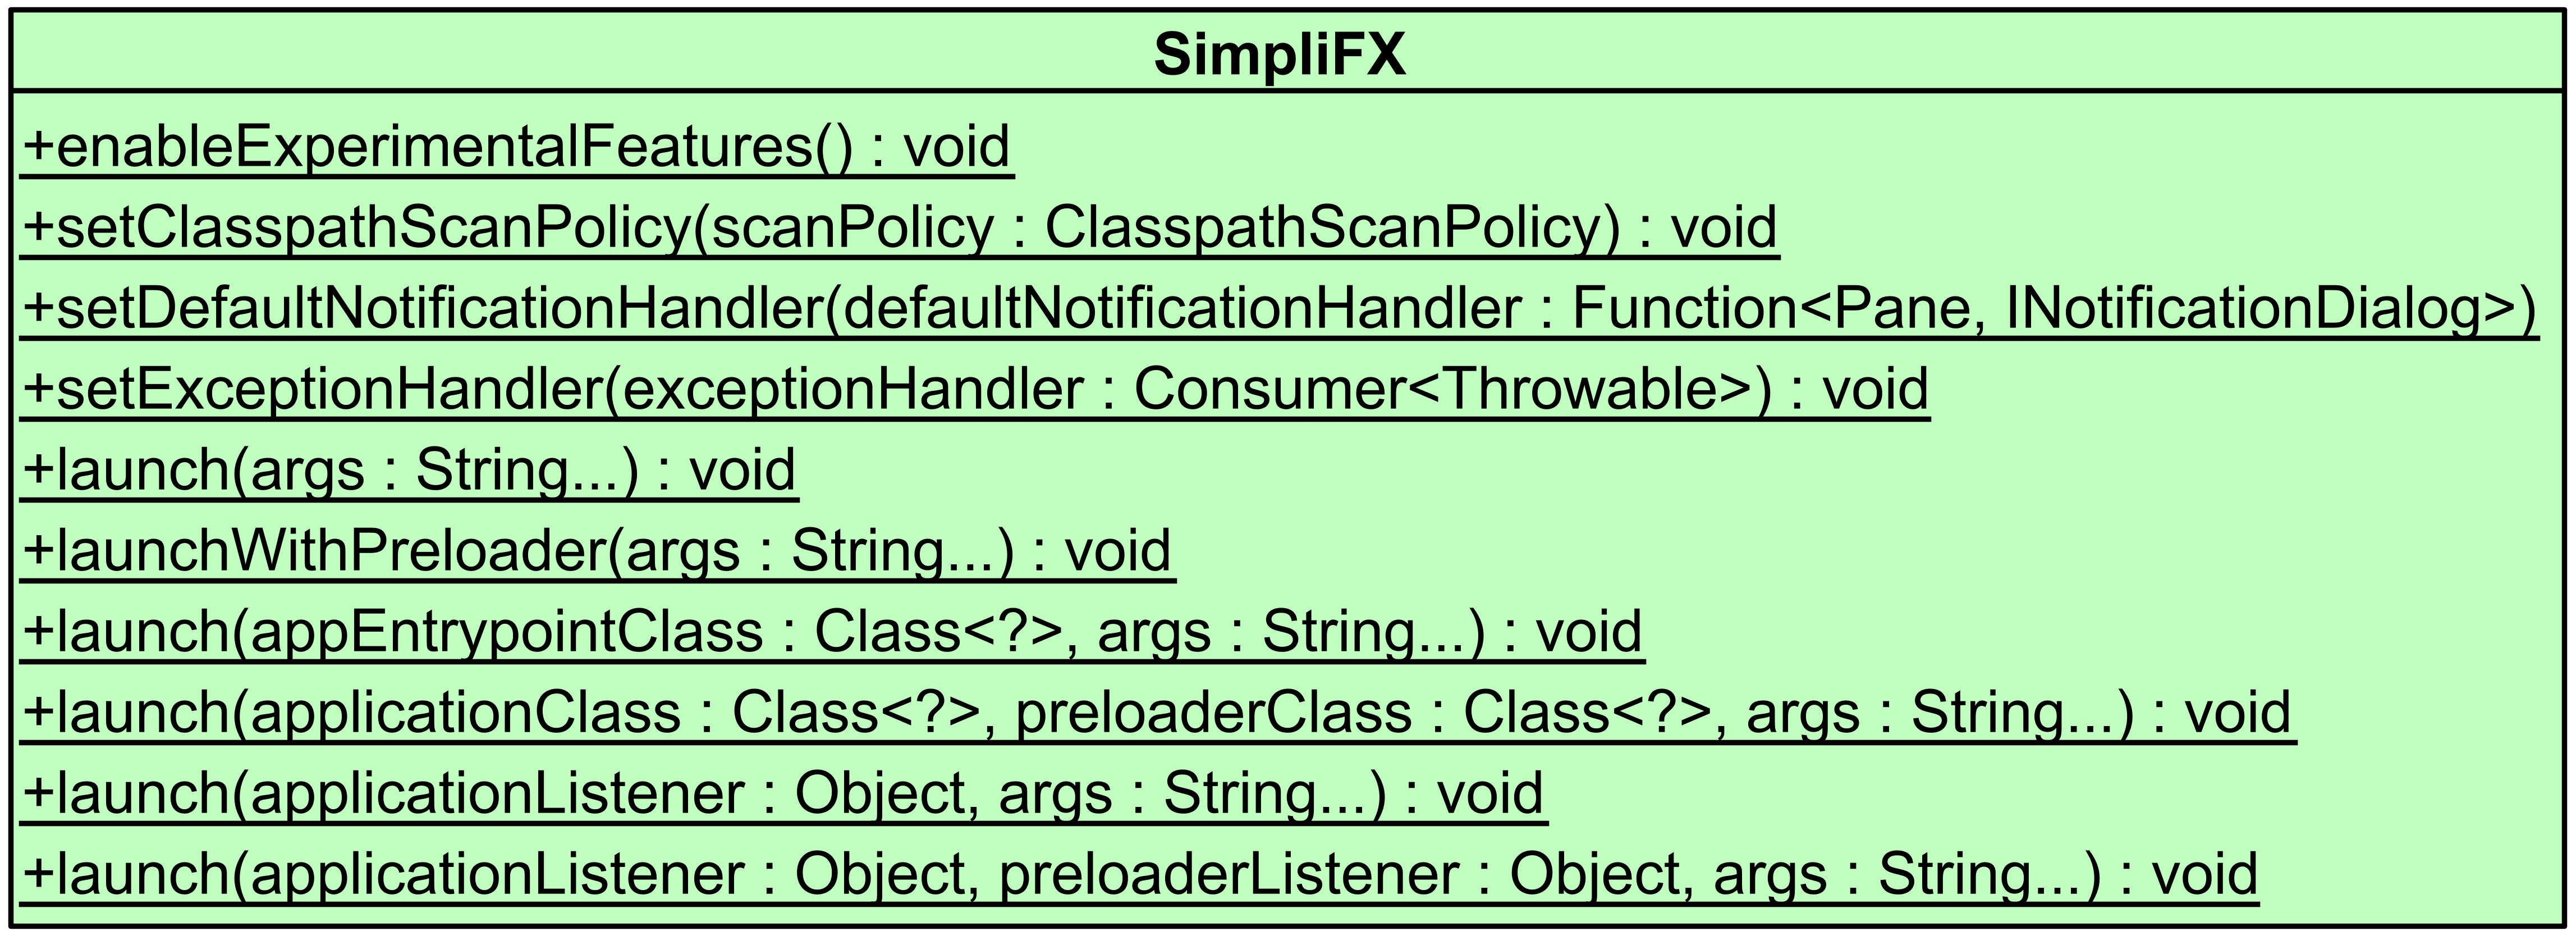 SimpliFX
+enableExperimentalFeatures() : void
+setClasspathScanPolicy(scanPolicy : ClasspathScanPolicy) : void
+setDefaultNotificationHandler(defaultNotificationHandler : Function<Pane, INotificationDialog>)
+setExceptionHandler(exceptionHandler : Consumer<Throwable>) : void
+launch(args : String...) : void
+launchWithPreloader(args : String...) : void
+launch(appEntrypointClass : Class<?>, args : String...) : void
+launch(applicationClass : Class<?>, preloaderClass : Class<?>, args : String...) : void
+launch(applicationListener : Object, args : String...) : void
+launch(applicationListener : Object, preloaderListener : Object, args : String...) : void